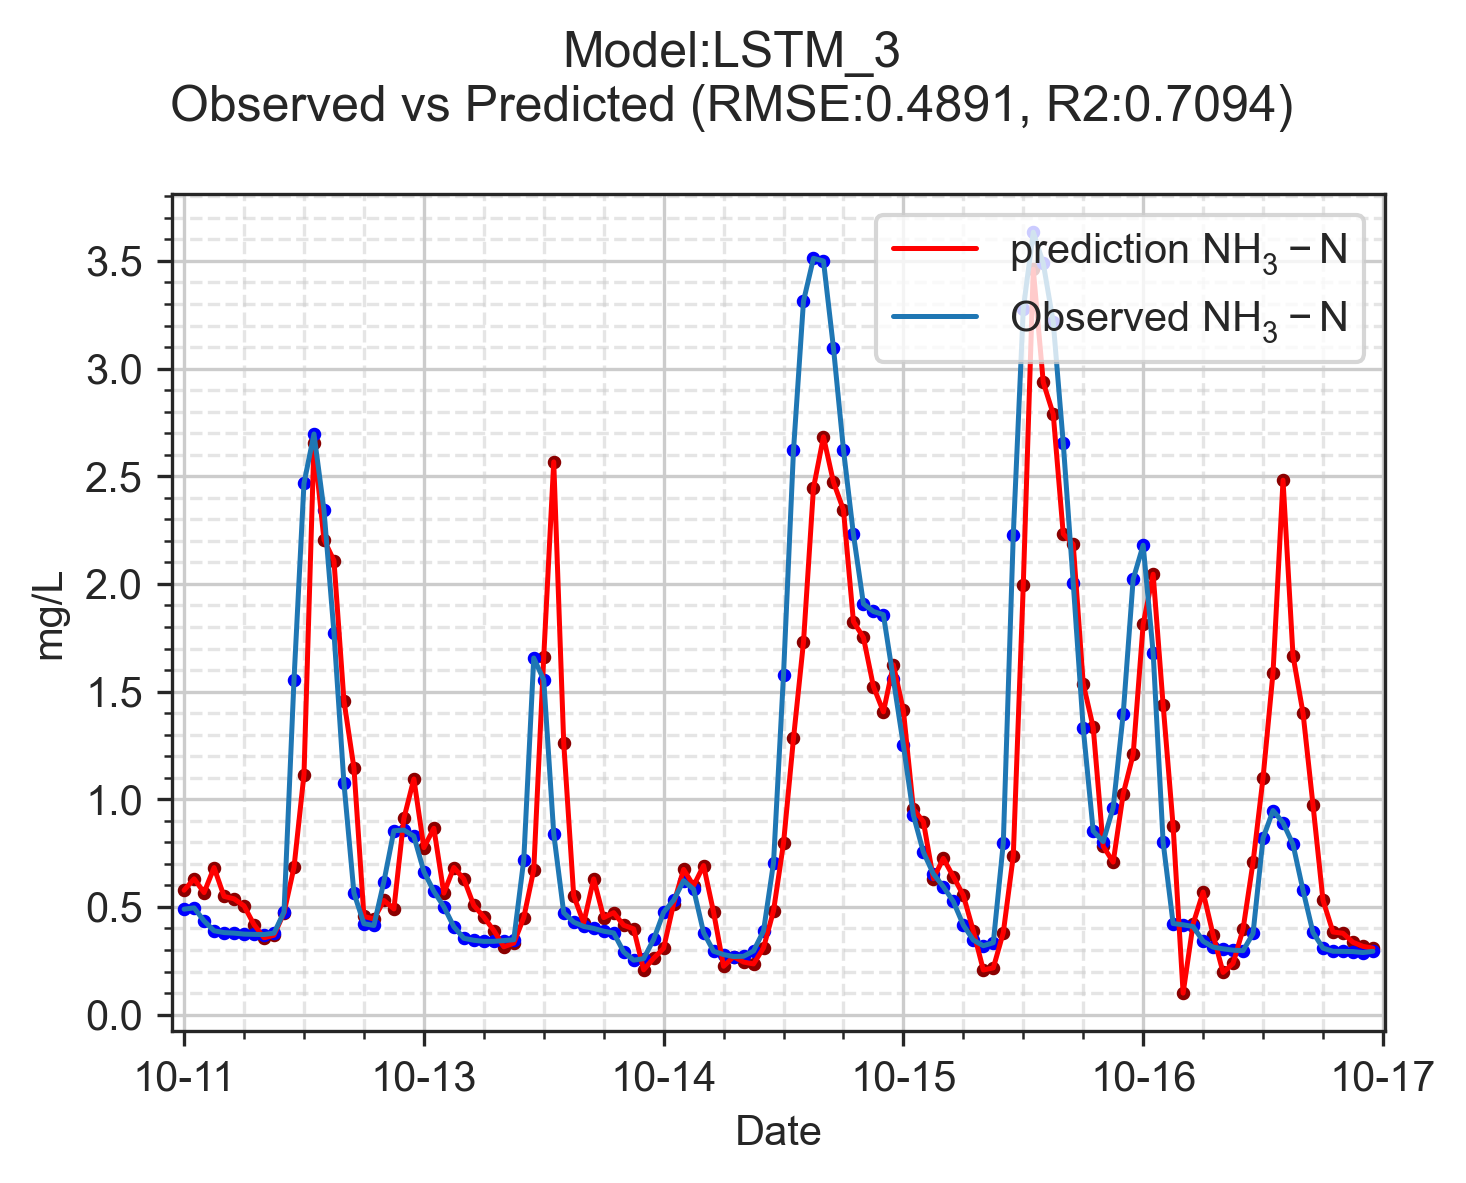 Model:LSTM_3
Observed vs Predicted (RMSE:0.4891, R2:0.7094)
prediction NH₃ − N
Observed NH₃ − N
3.5
3.0
2.5
2.0
1.5
1.0
0.5
0.0
mg/L
10-11 10-13 10-14 10-15 10-16 10-17
Date